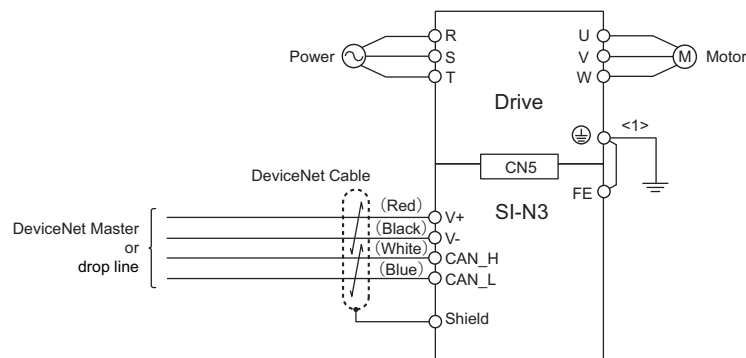 R
S
T
Power
U
V
W
M
Motor
Drive
<1>
CN5
FE
SI-N3
DeviceNet Cable
DeviceNet Master
or
drop line
(Red)
(Black)
(White)
(Blue)
V+
V-
CAN_H
CAN_L
Shield